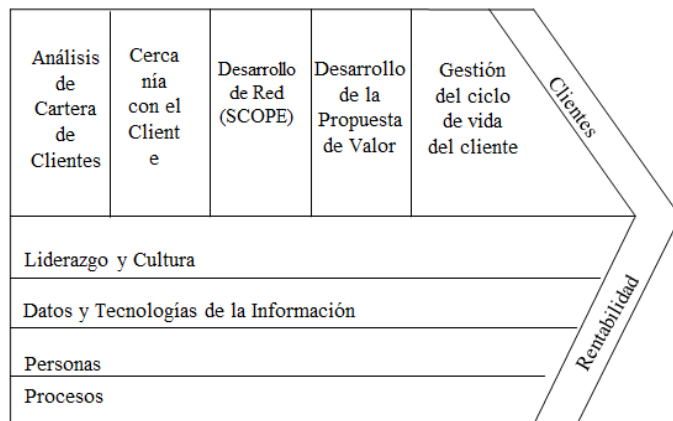 Análisis
de
Cartera
de
Clientes
Cerca
nía
con el
Client
e
Desarrollo
de Red
(SCOPE)
Desarrollo
de la
Propuesta
de Valor
Gestión
del ciclo
de vida
del cliente
Clientes
Liderazgo y Cultura
Datos y Tecnologías de la Información
Personas
Procesos
Rentabilidad